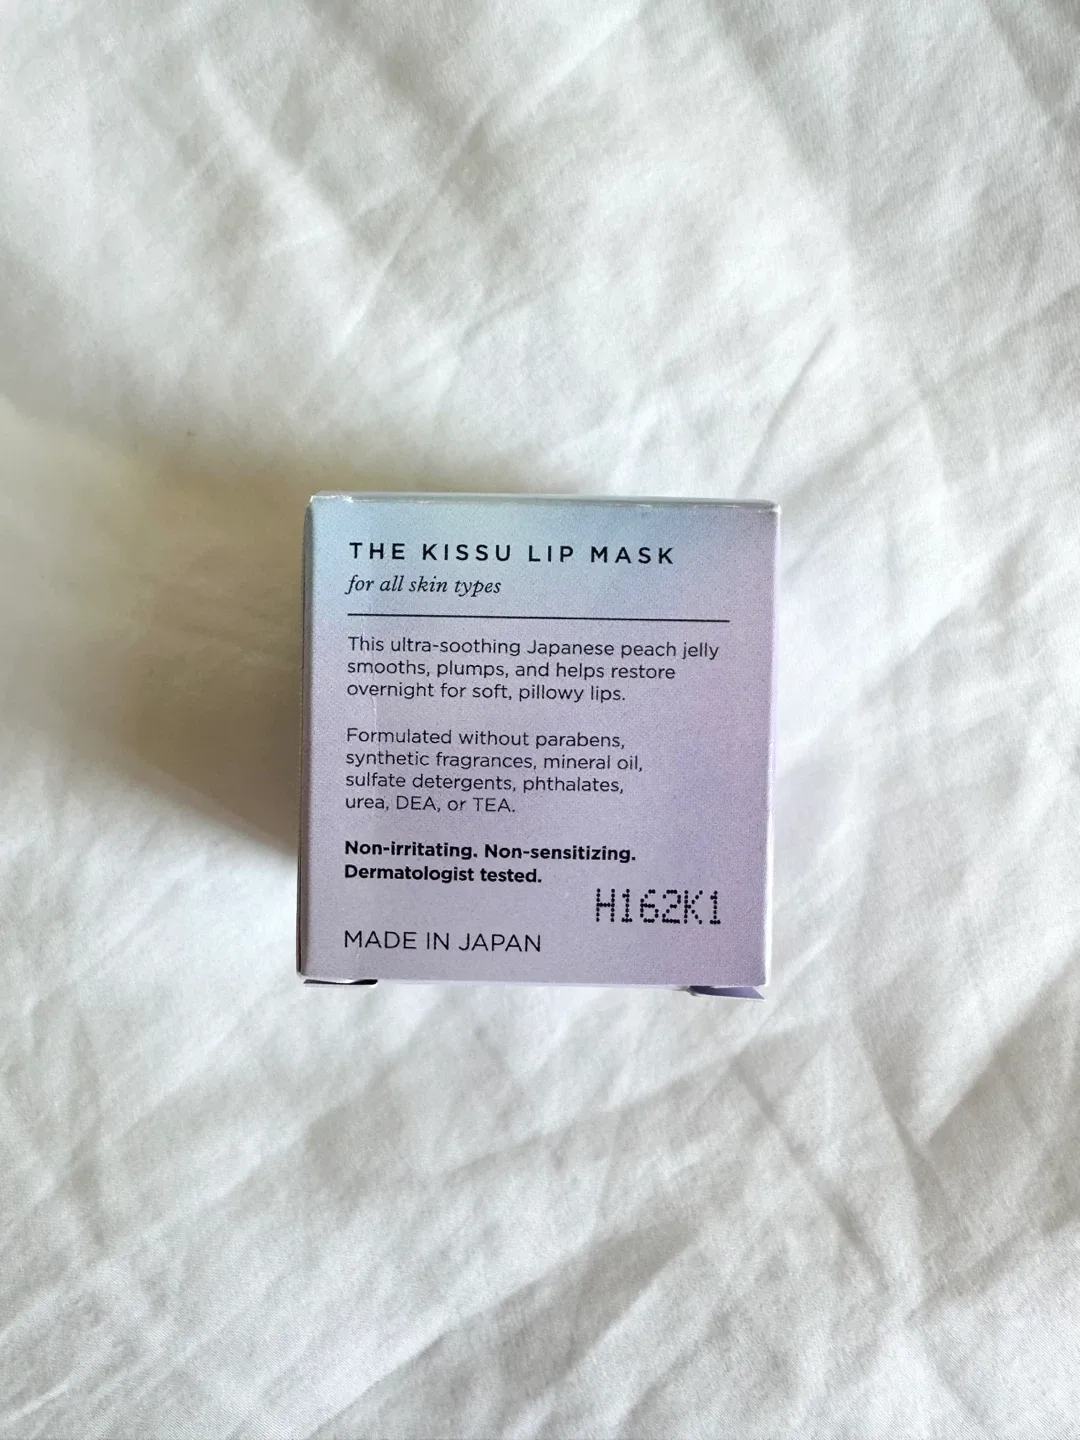 THE KISSU LIP MASK
for all skin types
This ultra-soothing Japanese peach jelly
smooths, plumps, and helps restore
overnight for soft, pillowy lips.
Formulated without parabens,
synthetic fragrances, mineral oil,
sulfate detergents, phthalates,
urea, DEA, or TEA.
Non-irritating. Non-sensitizing.
Dermatologist tested.
H162K1
MADE IN JAPAN